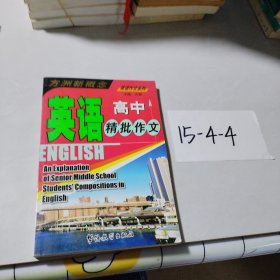 方洲新概念
英语
高中
精批作文
ENGLISH
An Explanation
of Senior Middle School
Students' Compositions in
English
15-4-4